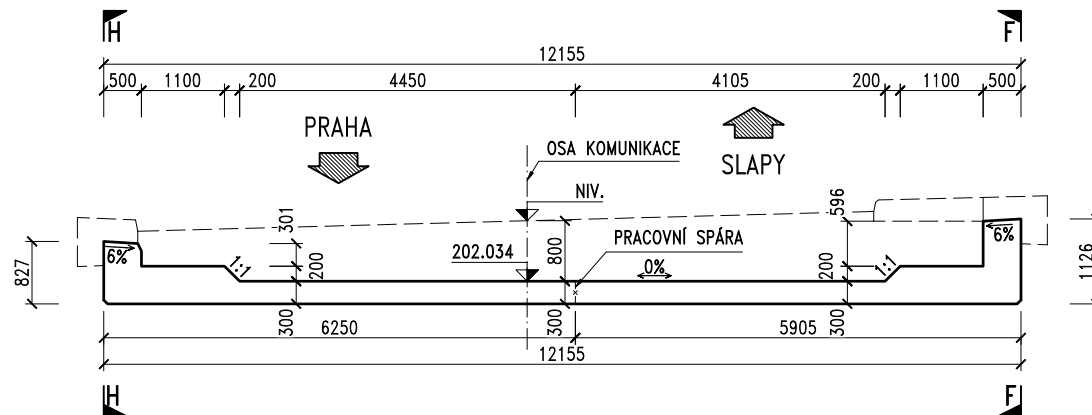 H F
12155
500 1100 200 4450 4105 200 1100 500
PRAHA
OSA KOMUNIKACE
SLAPY
NIV.
301
596
6%
1:1
200
202.034
800
PRACOVNÍ SPÁRA
0%
200
1:1
6%
827
1126
300
6250
300
5905
300
12155
H F